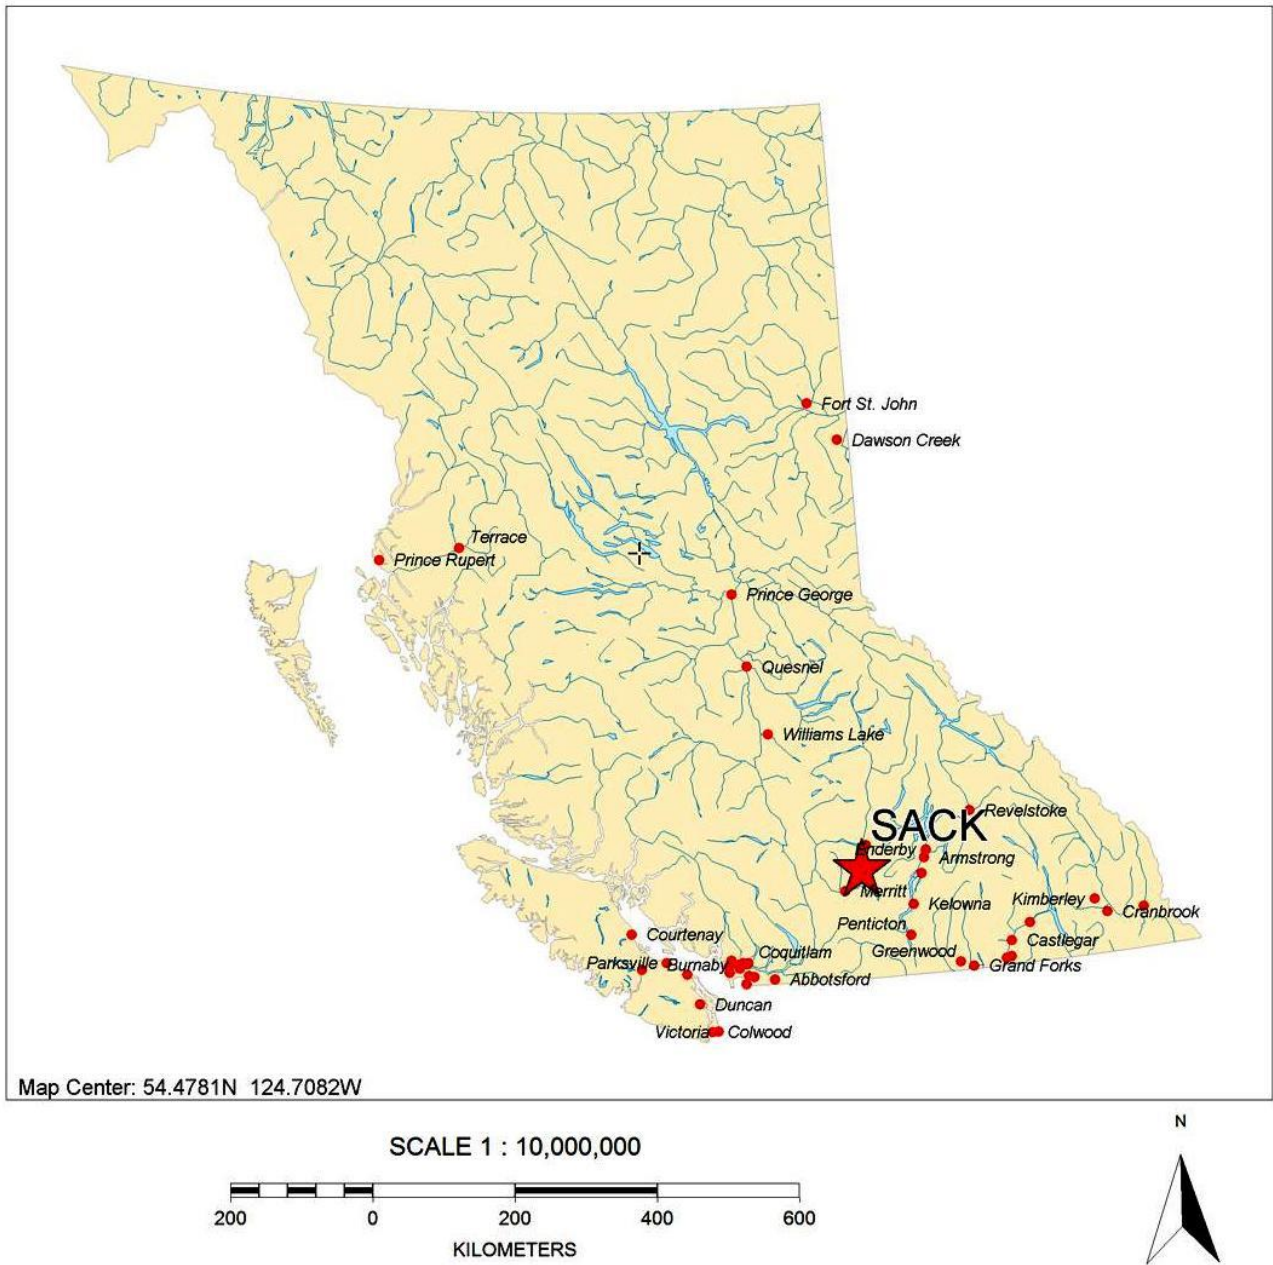 Fort St. John
Dawson Creek
Terrace
Prince Rupert
Prince George
Quesnel
Williams Lake
Revelstoke
SACK
Enderby
Armstrong
Merritt
Kelowna
Kimberley
Cranbrook
Penticton
Courtenay
Castlegar
Greenwood
Coquitlam
Parksville
Burnaby
Grand Forks
Abbotsford
Duncan
Victoria
Colwood
Map Center: 54.4781N 124.7082W
SCALE 1 : 10,000,000
200 0 200 400 600
KILOMETERS
N